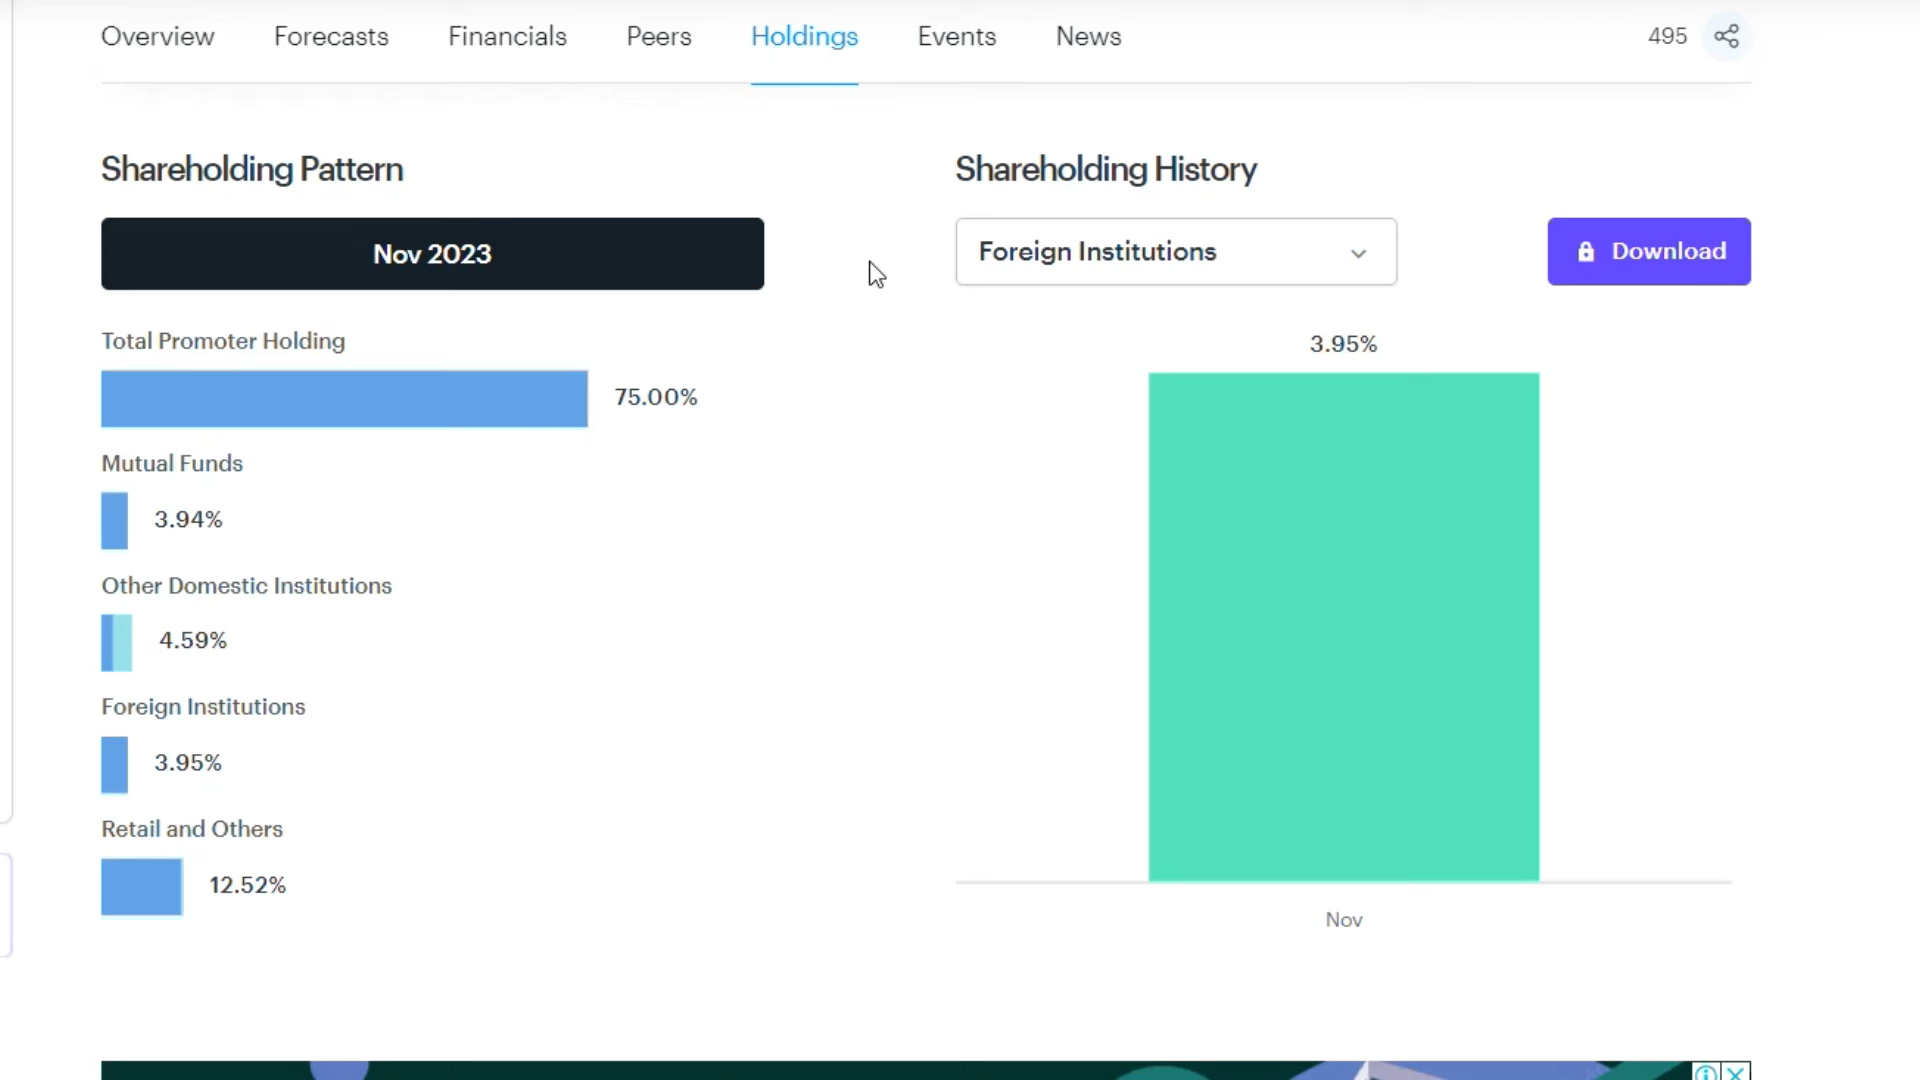 Overview Forecasts Financials Peers Holdings Events News 495
Shareholding Pattern
Nov 2023
Total Promoter Holding
75.00%
Mutual Funds
3.94%
Other Domestic Institutions
4.59%
Foreign Institutions
3.95%
Retail and Others
12.52%
Shareholding History
Foreign Institutions
Download
3.95%
Nov